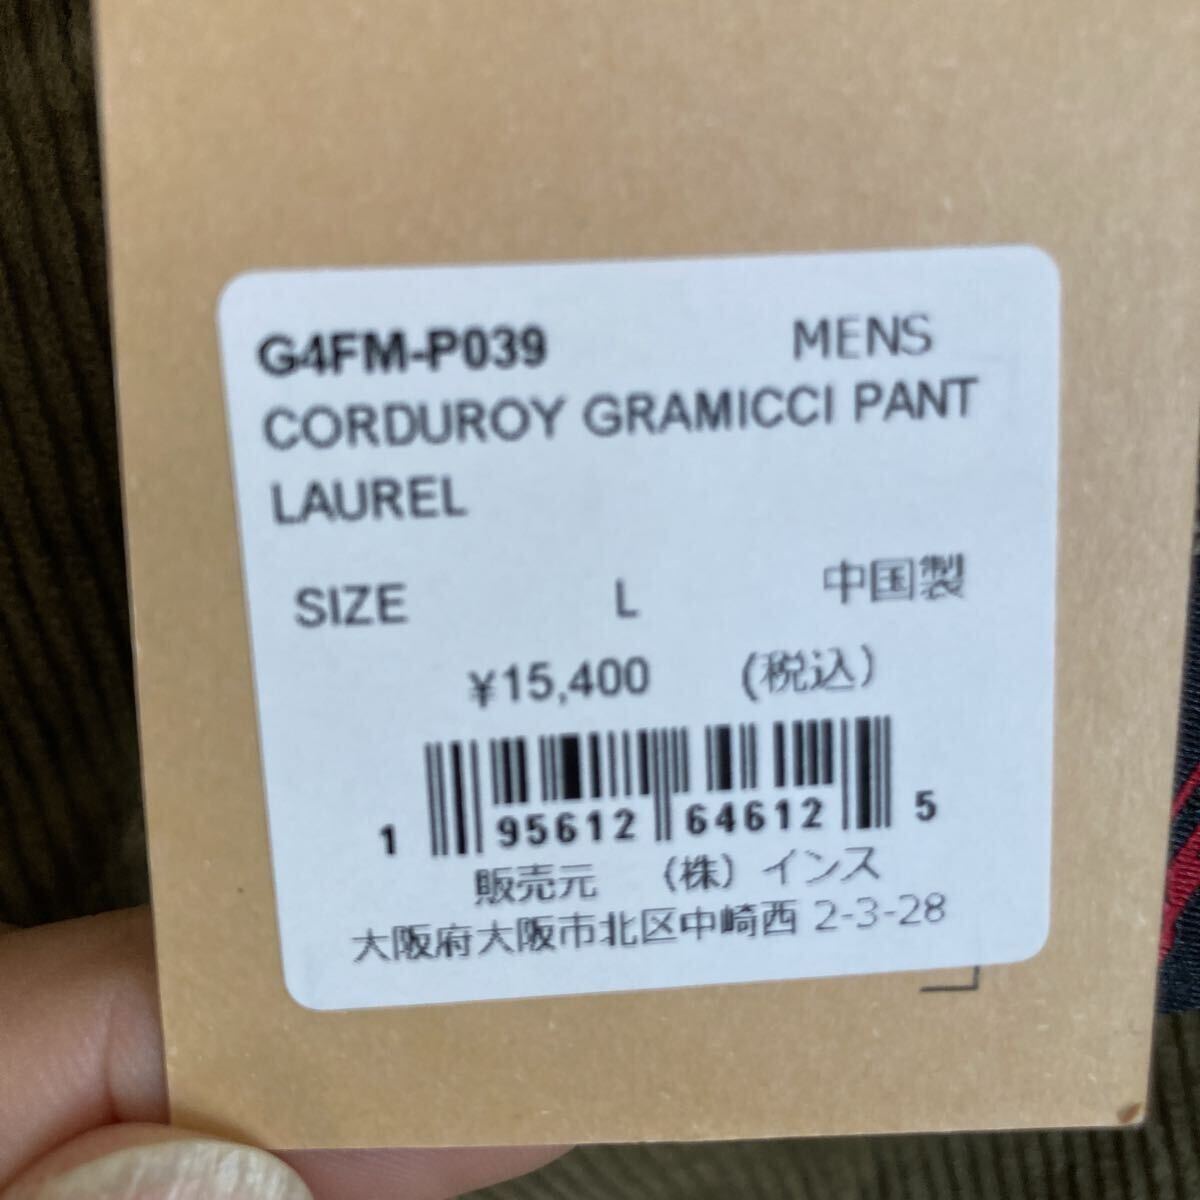 G4FM-P039 MENS
CORDUROY GRAMICCI PANT
LAUREL
SIZE L 中国製
¥15,400 (税込)
1 95612 64612 5
販売元 (株) インス
大阪府大阪市北区中崎西 2-3-28